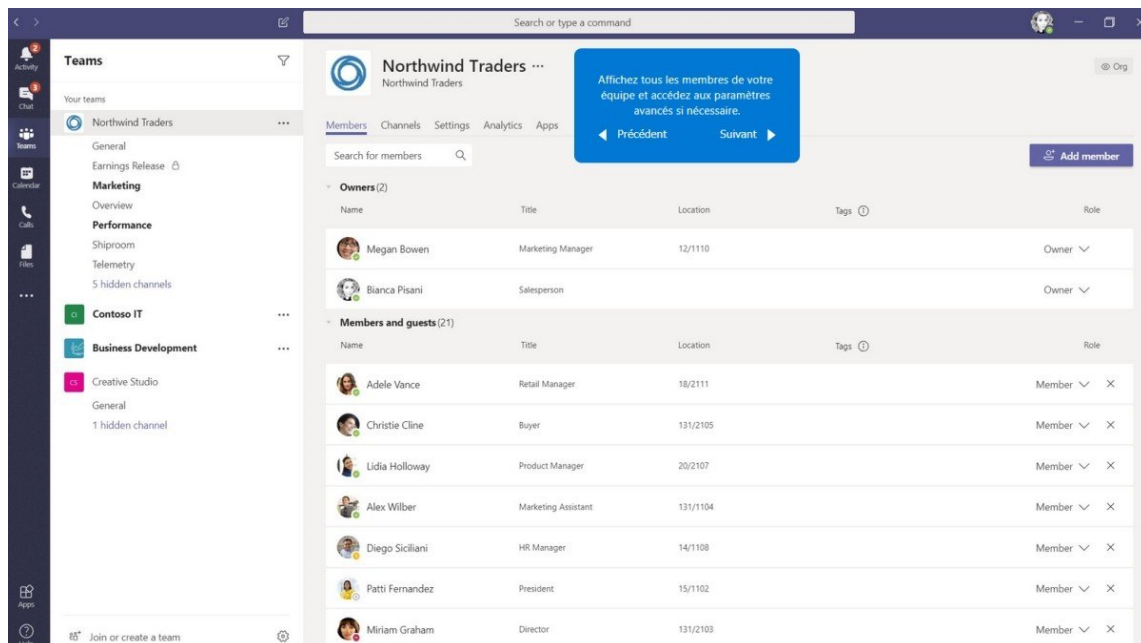 Search or type a command
2
Activity
3
Chat
Teams
Calendar
Calls
Files
Apps
Teams
Your teams
Northwind Traders
General
Earnings Release
Marketing
Overview
Performance
Shiproom
Telemetry
5 hidden channels
CI Contoso IT
Business Development
CS Creative Studio
General
1 hidden channel
Join or create a team
Northwind Traders
Northwind Traders
Org
Affichez tous les membres de votre
équipe et accédez aux paramètres
avancés si nécessaire.
Précédent Suivant
Members Channels Settings Analytics Apps
Search for members
Add member
Owners(2)
Name Title Location Tags Role
Megan Bowen Marketing Manager 12/1110 Owner
Bianca Pisani Salesperson Owner
Members and guests(21)
Name Title Location Tags Role
Adele Vance Retail Manager 18/2111 Member
Christie Cline Buyer 131/2105 Member
Lidia Holloway Product Manager 20/2107 Member
Alex Wilber Marketing Assistant 131/1104 Member
Diego Siciliani HR Manager 14/1108 Member
Patti Fernandez President 15/1102 Member
Miriam Graham Director 131/2103 Member